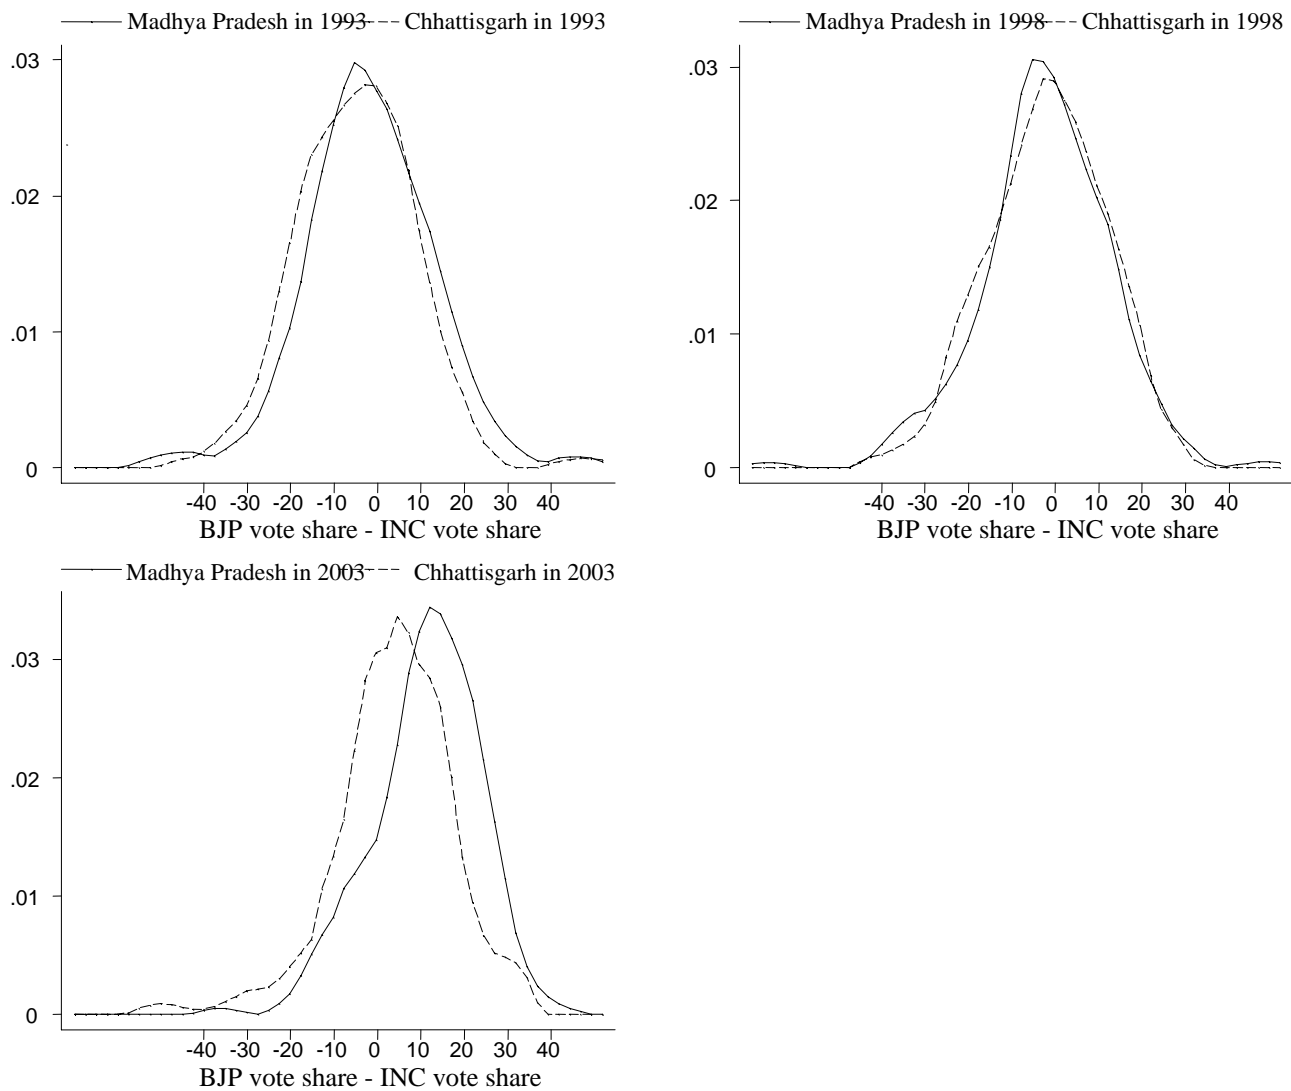 Madhya Pradesh in 1993 Chhattisgarh in 1993
.03
.02
.01
0
-40 -30 -20 -10 0 10 20 30 40
BJP vote share - INC vote share
Madhya Pradesh in 1998 Chhattisgarh in 1998
.03
.02
.01
0
-40 -30 -20 -10 0 10 20 30 40
BJP vote share - INC vote share
Madhya Pradesh in 2003 Chhattisgarh in 2003
.03
.02
.01
0
-40 -30 -20 -10 0 10 20 30 40
BJP vote share - INC vote share